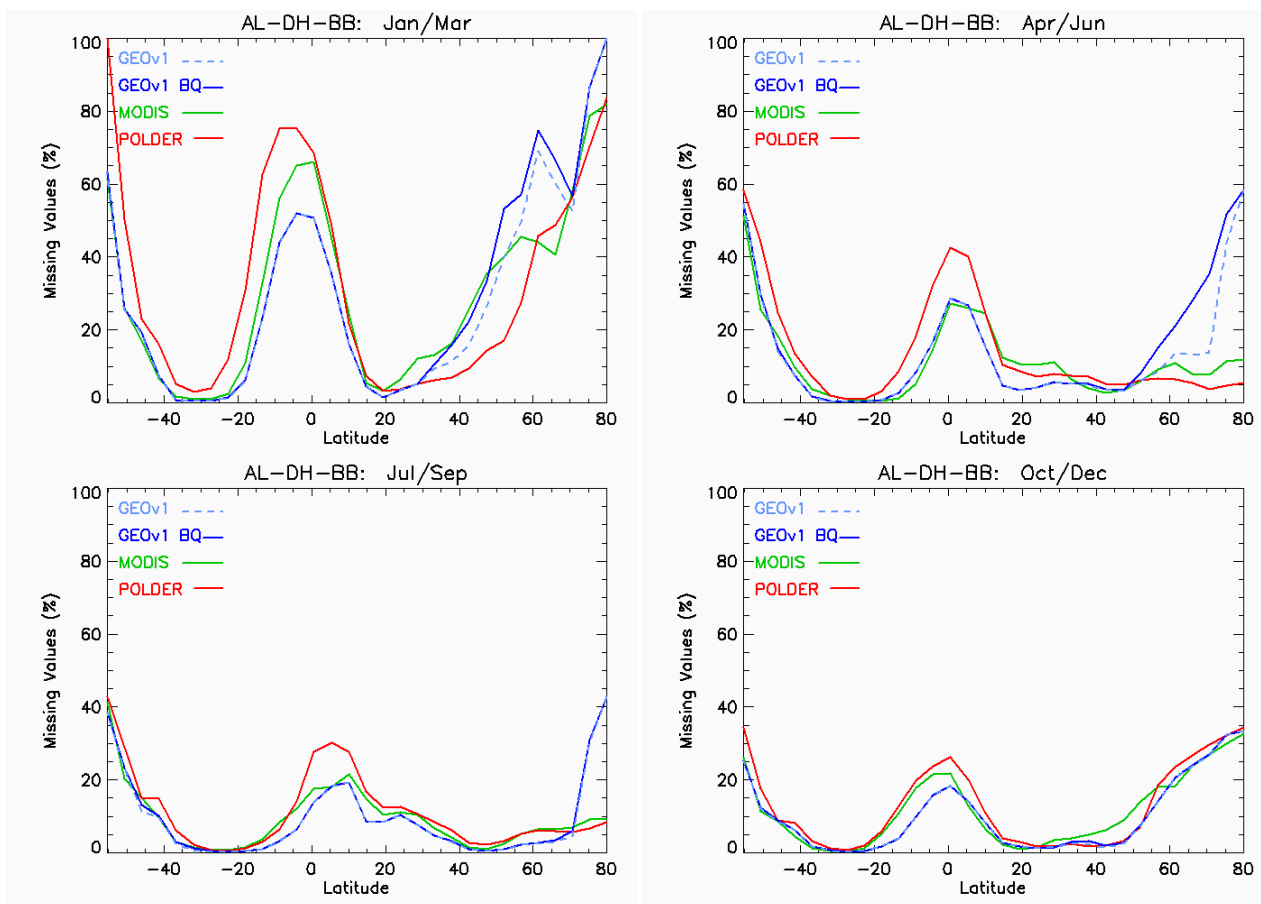 AL-DH-BB: Jan/Mar
100
80
60
40
20
0
Missing Values (%)
GEOv1
GEOv1 BQ
MODIS
POLDER
-40 -20 0 20 40 60 80
Latitude
AL-DH-BB: Apr/Jun
100
80
60
40
20
0
Missing Values (%)
GEOv1
GEOv1 BQ
MODIS
POLDER
-40 -20 0 20 40 60 80
Latitude
AL-DH-BB: Jul/Sep
100
80
60
40
20
0
Missing Values (%)
GEOv1
GEOv1 BQ
MODIS
POLDER
-40 -20 0 20 40 60 80
Latitude
AL-DH-BB: Oct/Dec
100
80
60
40
20
0
Missing Values (%)
GEOv1
GEOv1 BQ
MODIS
POLDER
-40 -20 0 20 40 60 80
Latitude